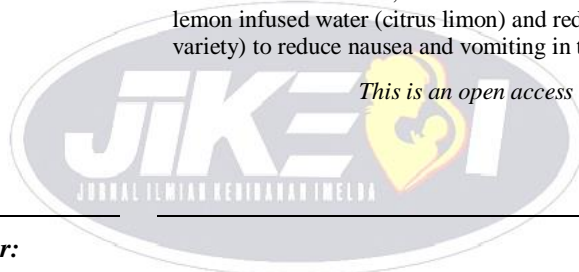 lemon infused water (citrus limon) and red
variety) to reduce nausea and vomiting in t
This is an open access
JIKEBI
JURNAL ILMIAH KEBIDANAN IMELDA
r: